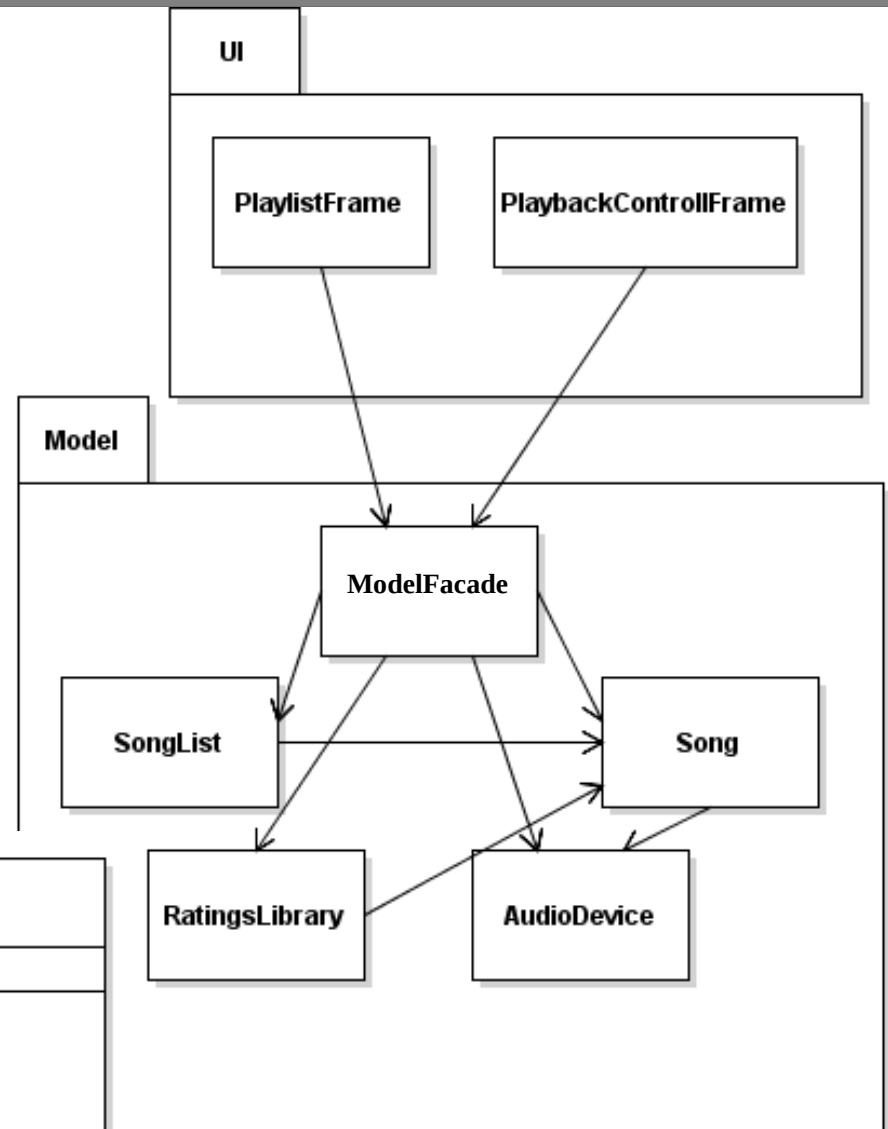 UI
PlaylistFrame
PlaybackControllFrame
Model
ModelFacade
SongList
Song
RatingsLibrary
AudioDevice